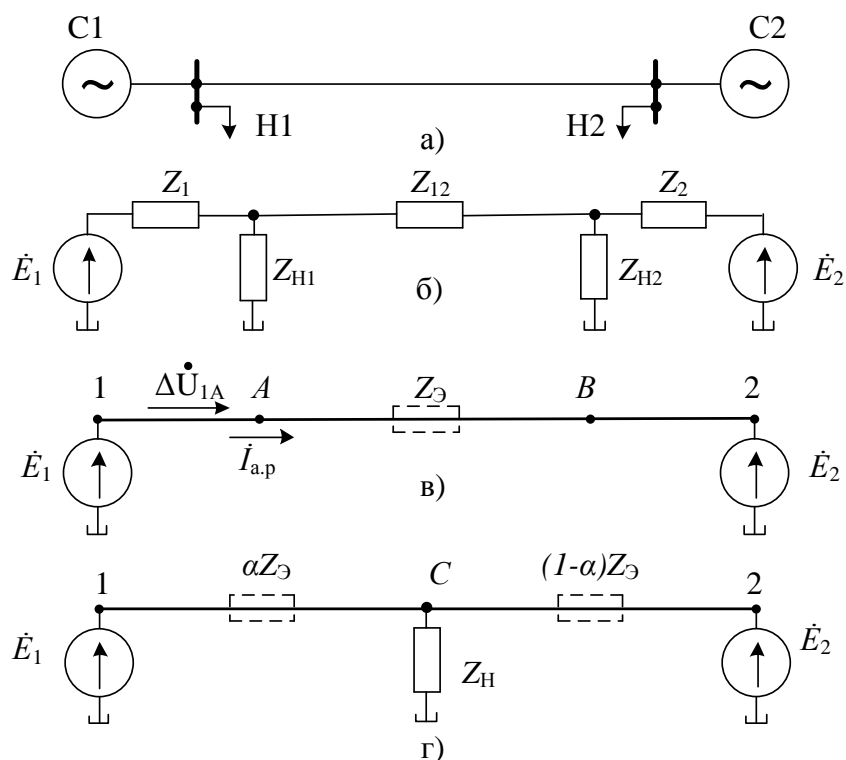 C1 C2
H1 H2
а)
Z1 Z12 Z2
Ė1 ZH1 ZH2 Ė2
б)
1 ΔU̇1A A ZЭ B 2
Ė1 İа.р Ė2
в)
1 αZЭ C (1-α)ZЭ 2
Ė1 ZH Ė2
г)